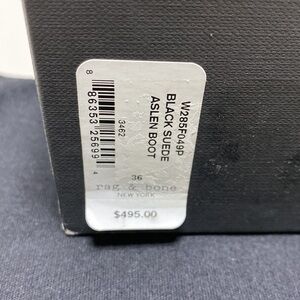 W285F049P
BLACK SUEDE
ASLEN BOOT
3462
8 86353 25699 4
36
rag & bone
NEW YORK
$495.00